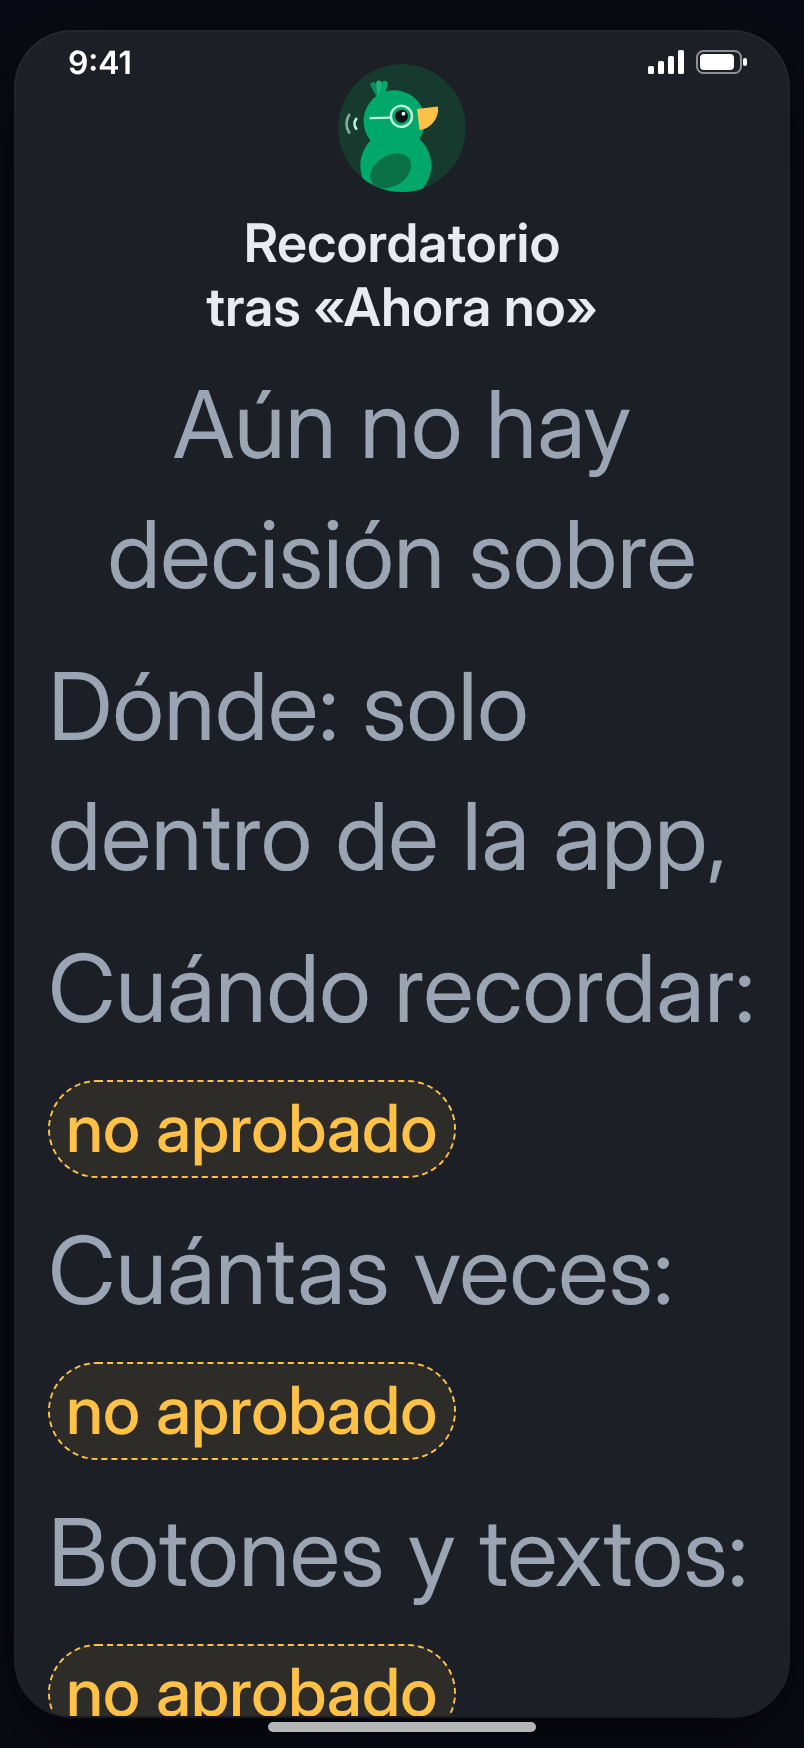 9:41
Recordatorio
tras «Ahora no»
Aún no hay
decisión sobre
Dónde: solo
dentro de la app,
Cuándo recordar:
no aprobado
Cuántas veces:
no aprobado
Botones y textos:
no aprobado